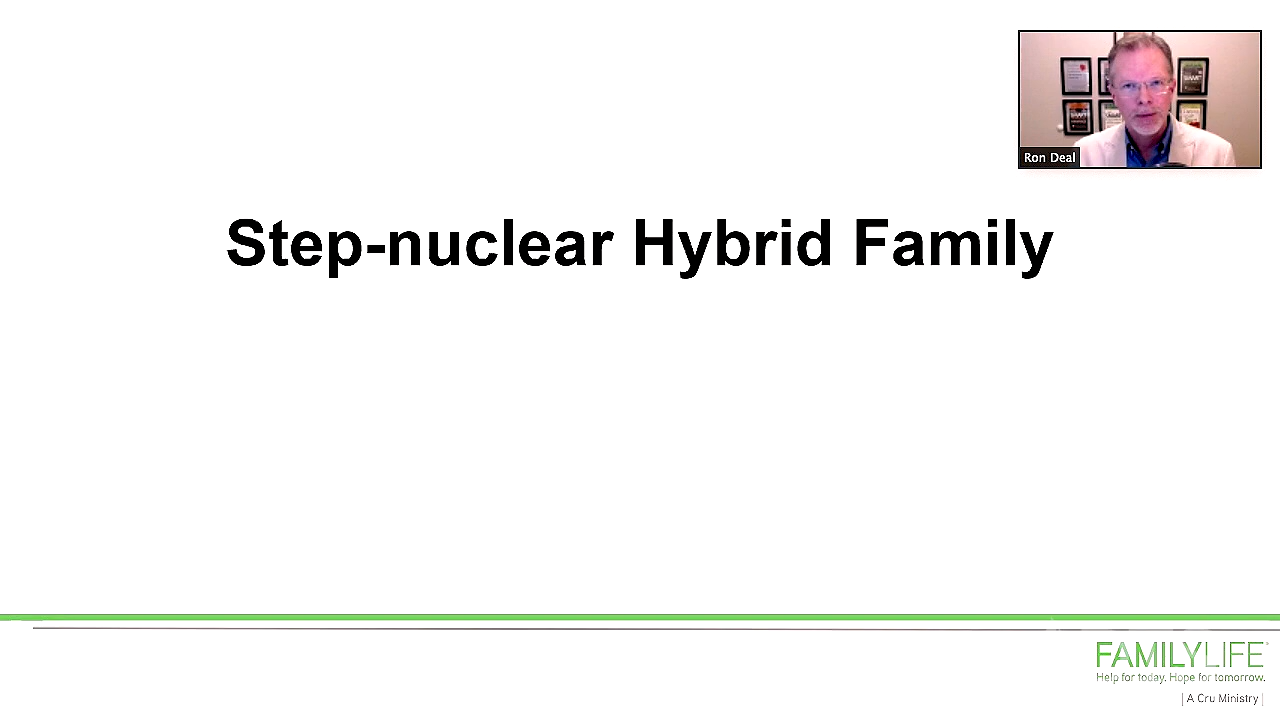 Ron Deal
Step-nuclear Hybrid Family
FAMILYLIFE
Help for today. Hope for tomorrow.
| A Cru Ministry |